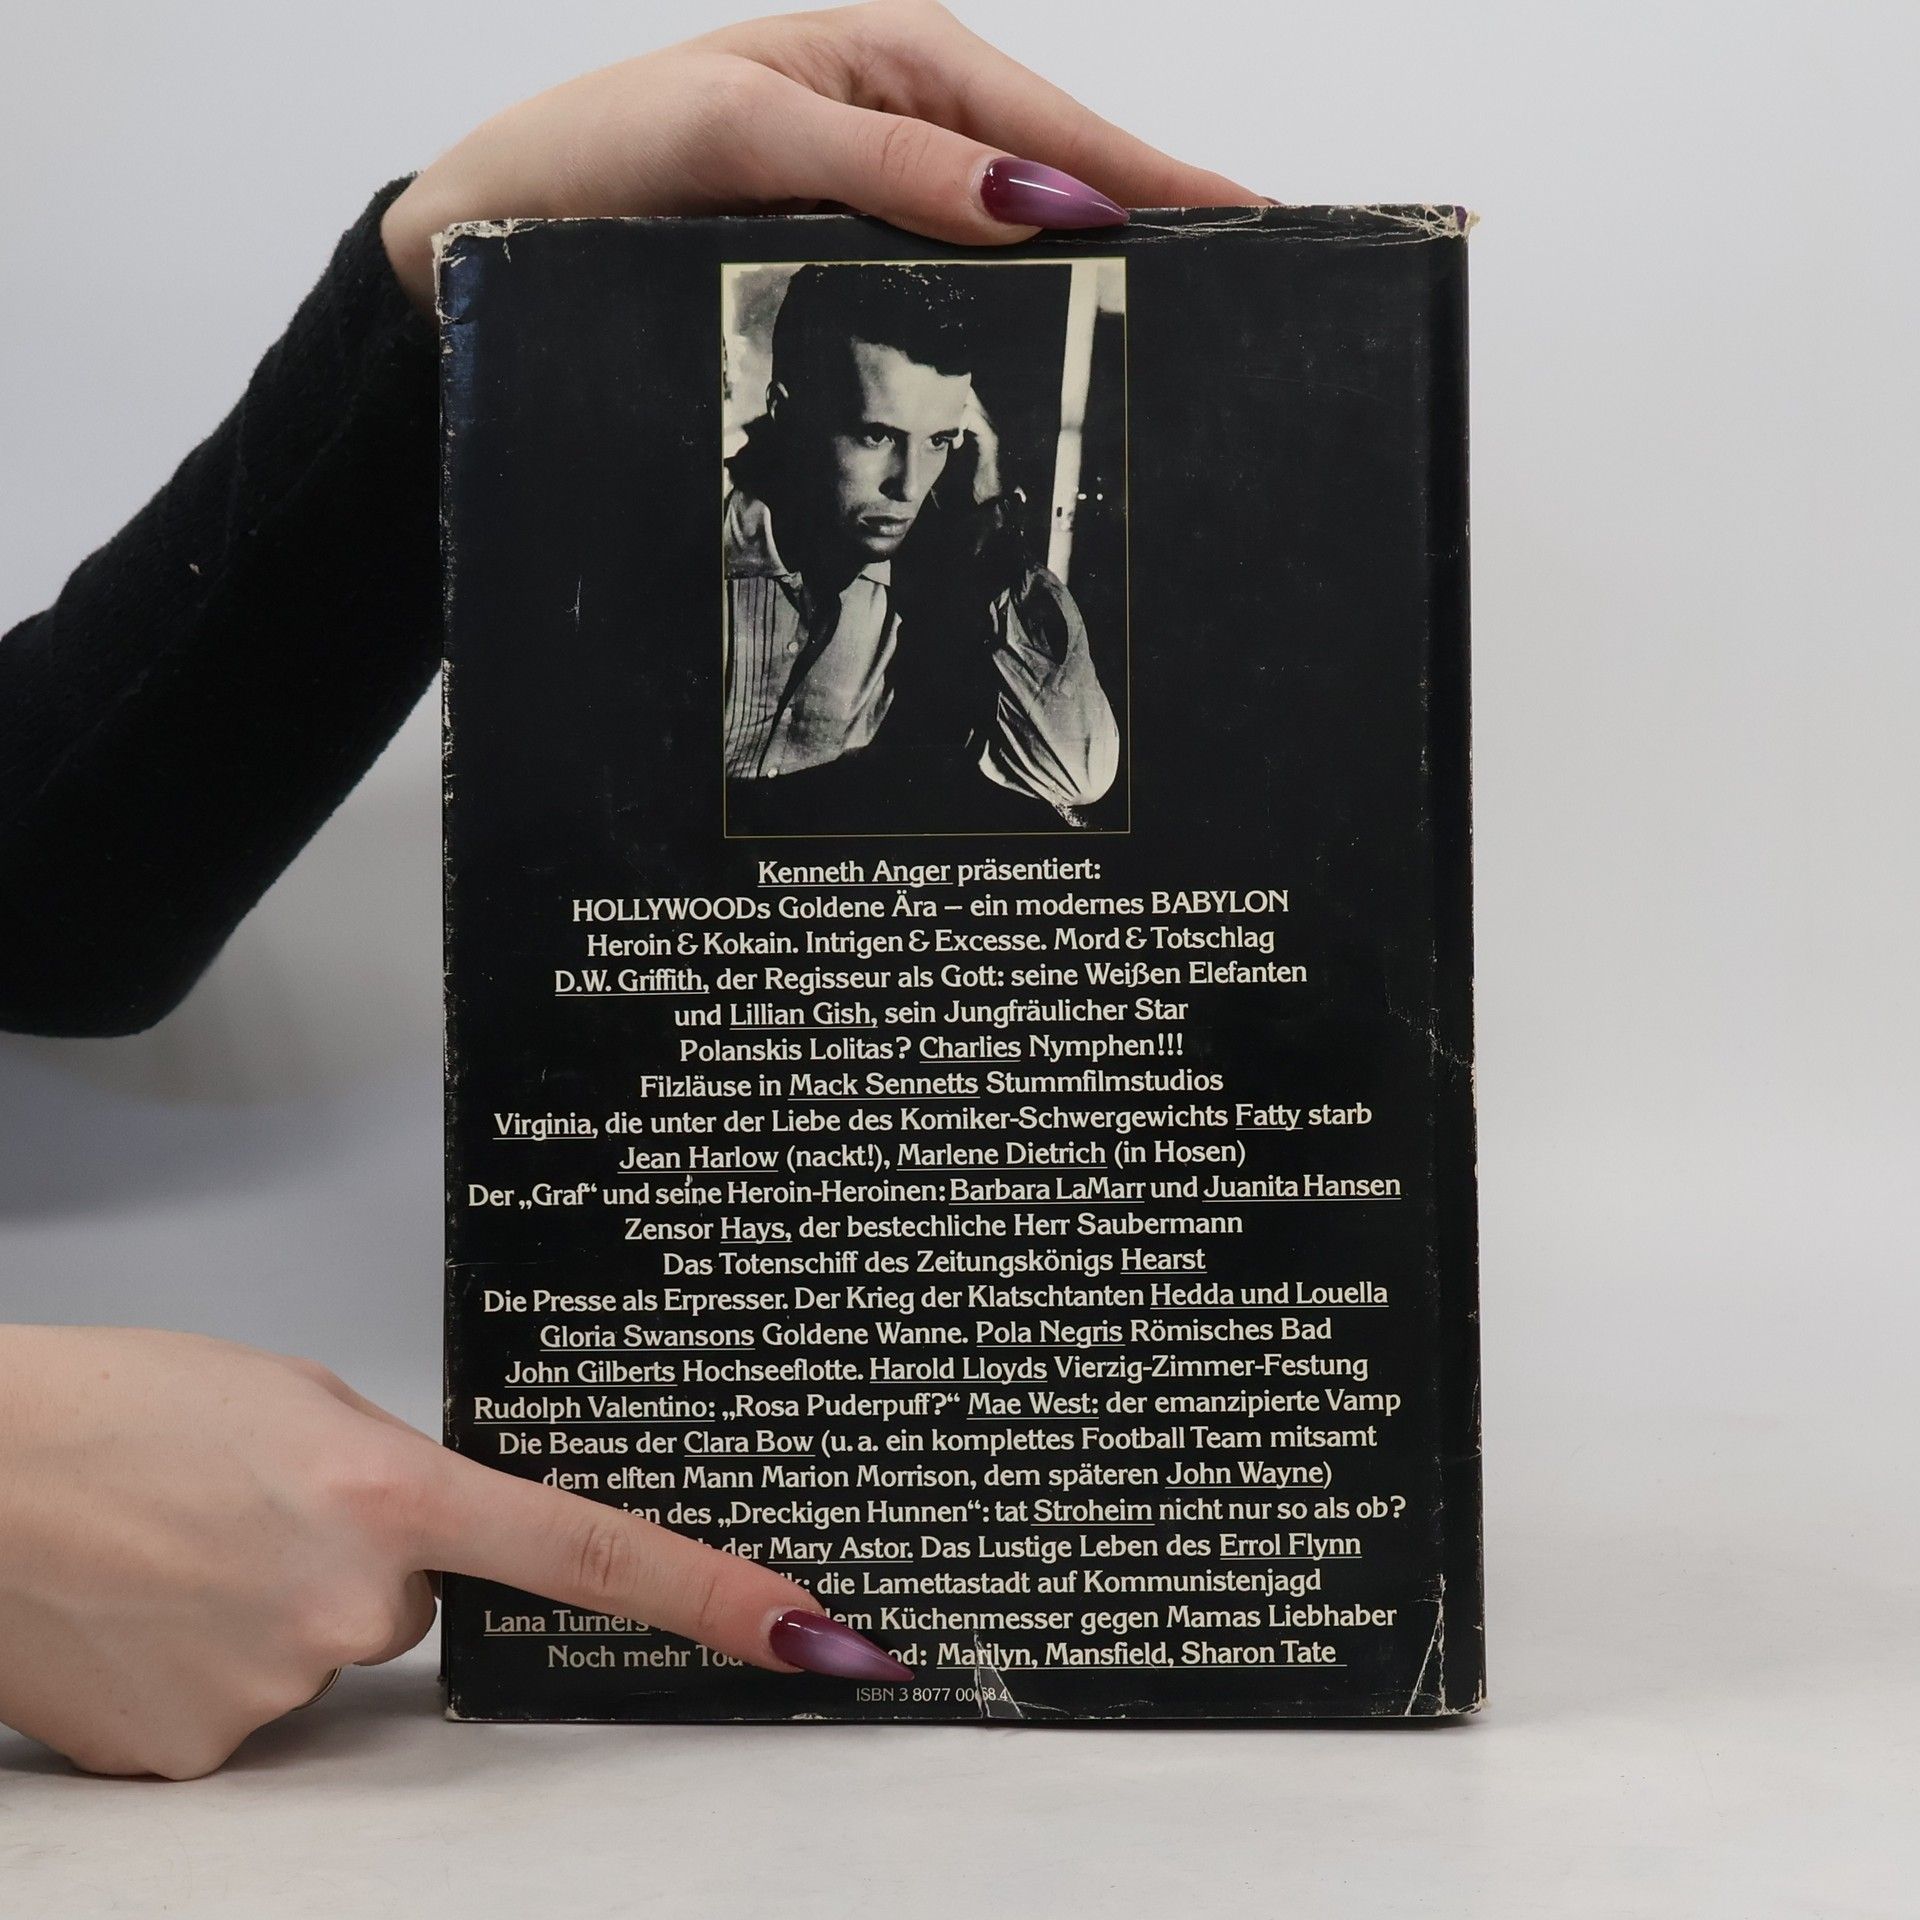 Kenneth Anger präsentiert:
HOLLYWOODs Goldene Ära – ein modernes BABYLON
Heroin & Kokain. Intrigen & Excesse. Mord & Totschlag
D.W. Griffith, der Regisseur als Gott: seine Weißen Elefanten
und Lillian Gish, sein Jungfräulicher Star
Polanskis Lolitas? Charlies Nymphen!!!
Filzläuse in Mack Sennetts Stummfilmstudios
Virginia, die unter der Liebe des Komiker-Schwergewichts Fatty starb
Jean Harlow (nackt!), Marlene Dietrich (in Hosen)
Der „Graf“ und seine Heroin-Heroinen: Barbara LaMarr und Juanita Hansen
Zensor Hays, der bestechliche Herr Saubermann
Das Totenschiff des Zeitungskönigs Hearst
Die Presse als Erpresser. Der Krieg der Klatschtanten Hedda und Louella
Gloria Swansons Goldene Wanne. Pola Negris Römisches Bad
John Gilberts Hochseeflotte. Harold Lloyds Vierzig-Zimmer-Festung
Rudolph Valentino: „Rosa Puderpuff?“ Mae West: der emanzipierte Vamp
Die Beaus der Clara Bow (u. a. ein komplettes Football Team mitsamt
dem elften Mann Marion Morrison, dem späteren John Wayne)
des „Dreckigen Hunnen“: tat Stroheim nicht nur so als ob?
der Mary Astor. Das Lustige Leben des Errol Flynn
die Lamettastadt auf Kommunistenjagd
Lana Turners Küchenmesser gegen Mamas Liebhaber
Noch mehr Marilyn, Mansfield, Sharon Tate
ISBN 3 8077 0068 4